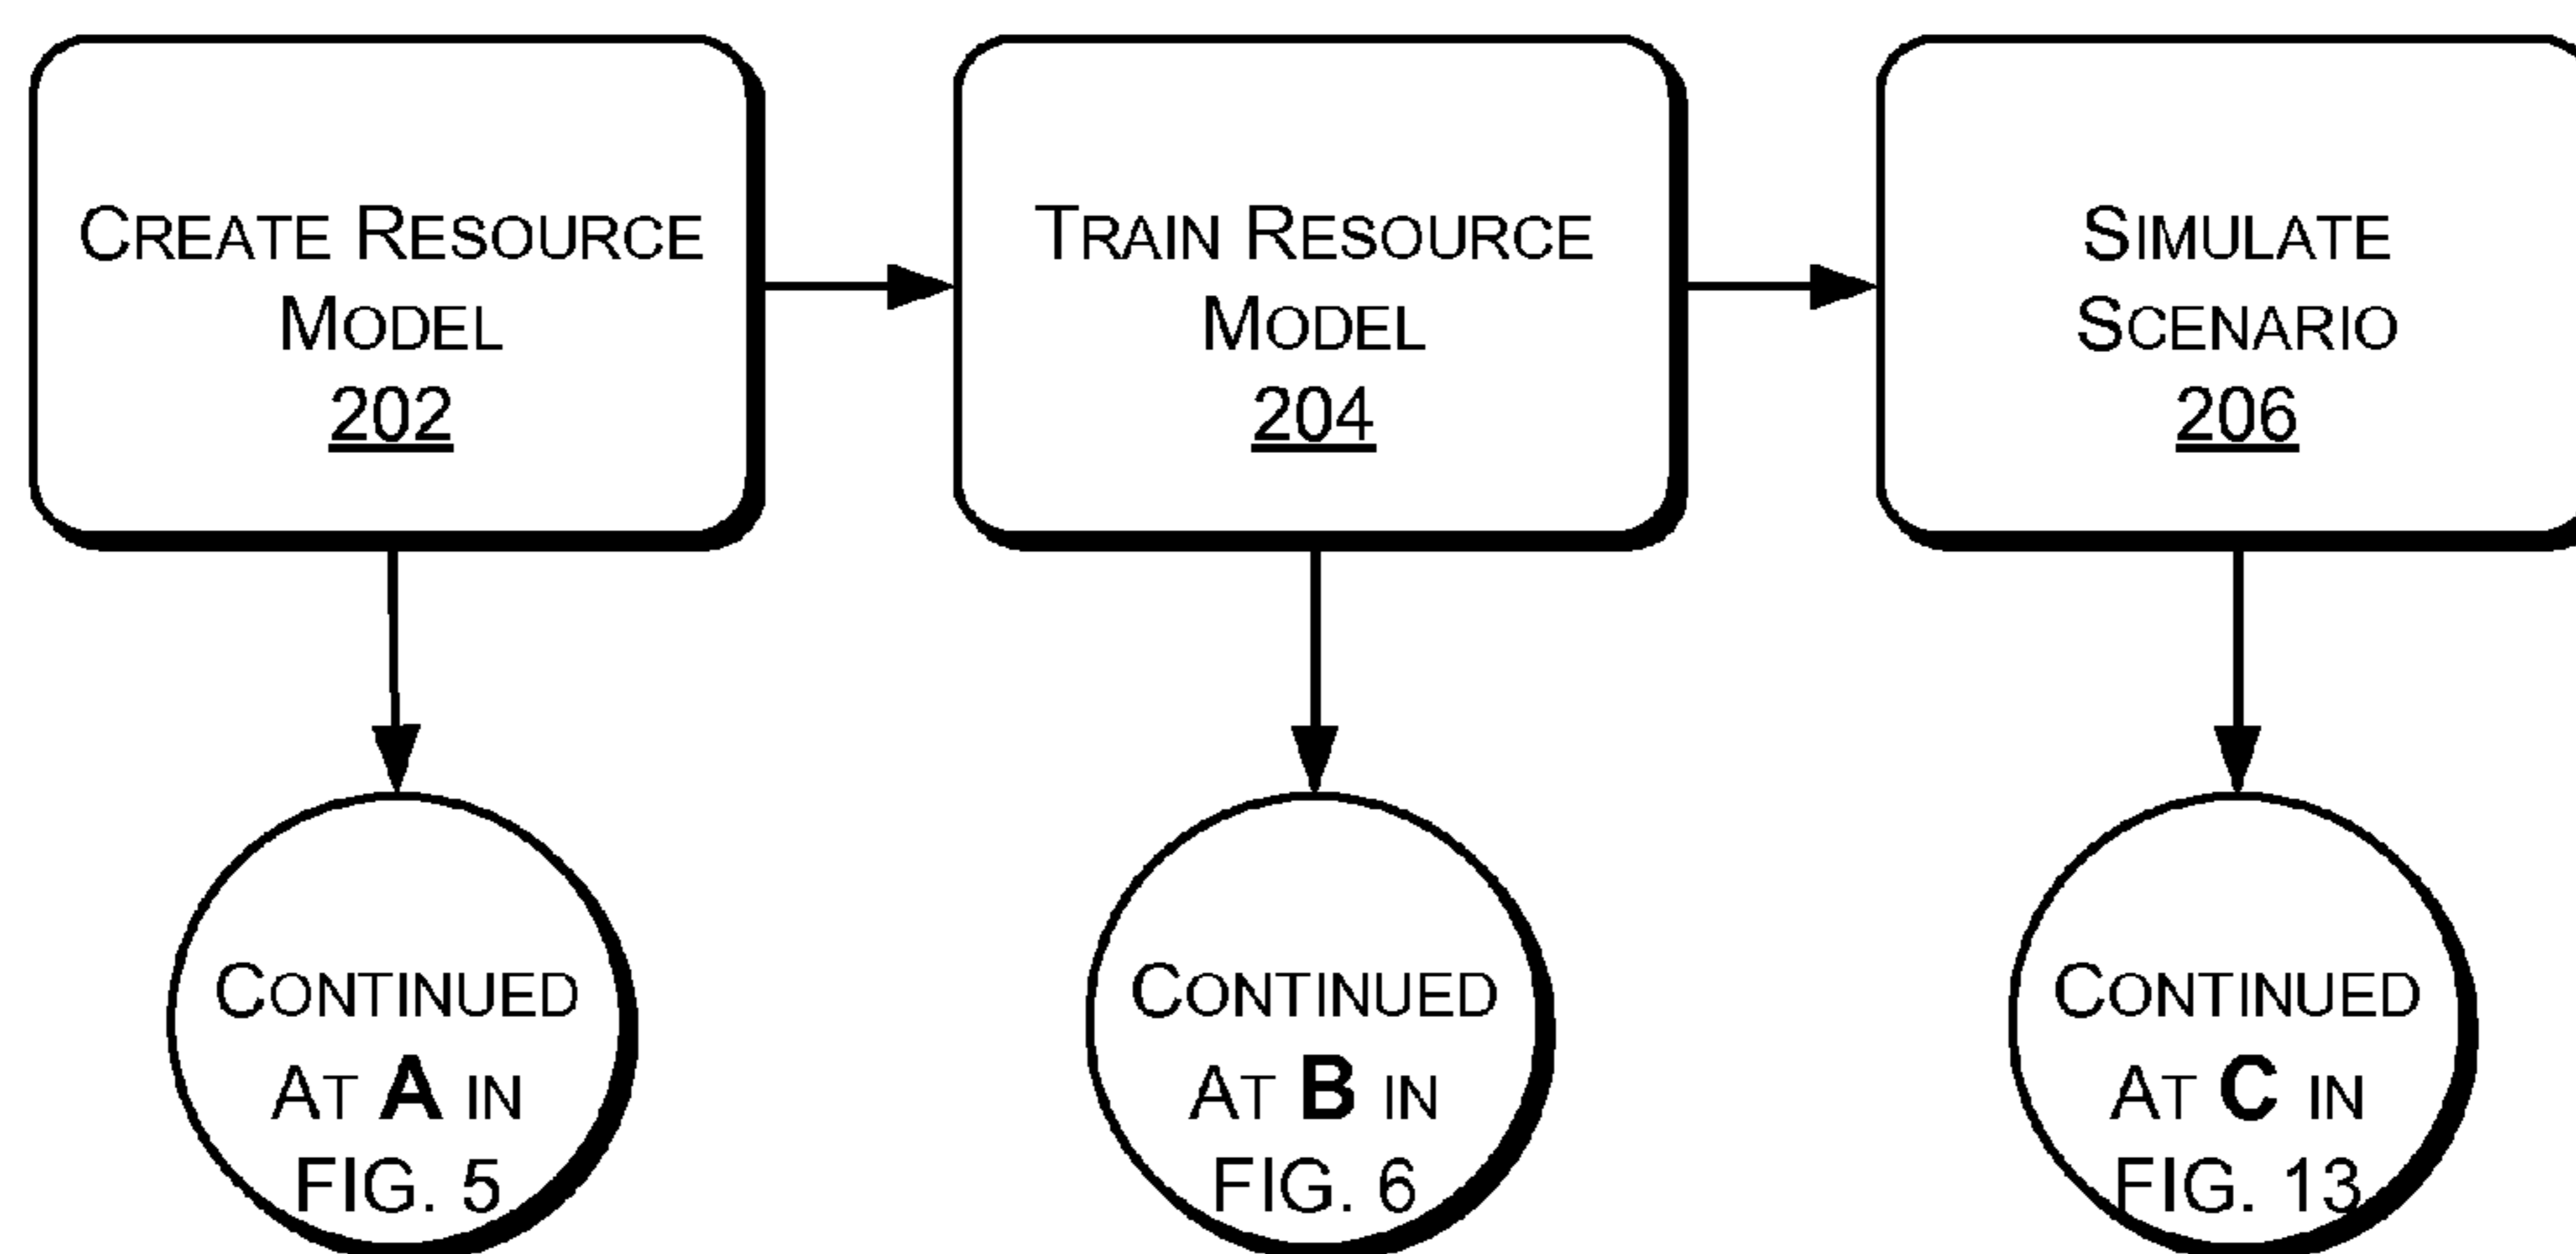 CREATE RESOURCE
MODEL
202
TRAIN RESOURCE
MODEL
204
SIMULATE
SCENARIO
206
CONTINUED
AT A IN
FIG. 5
CONTINUED
AT B IN
FIG. 6
CONTINUED
AT C IN
FIG. 13